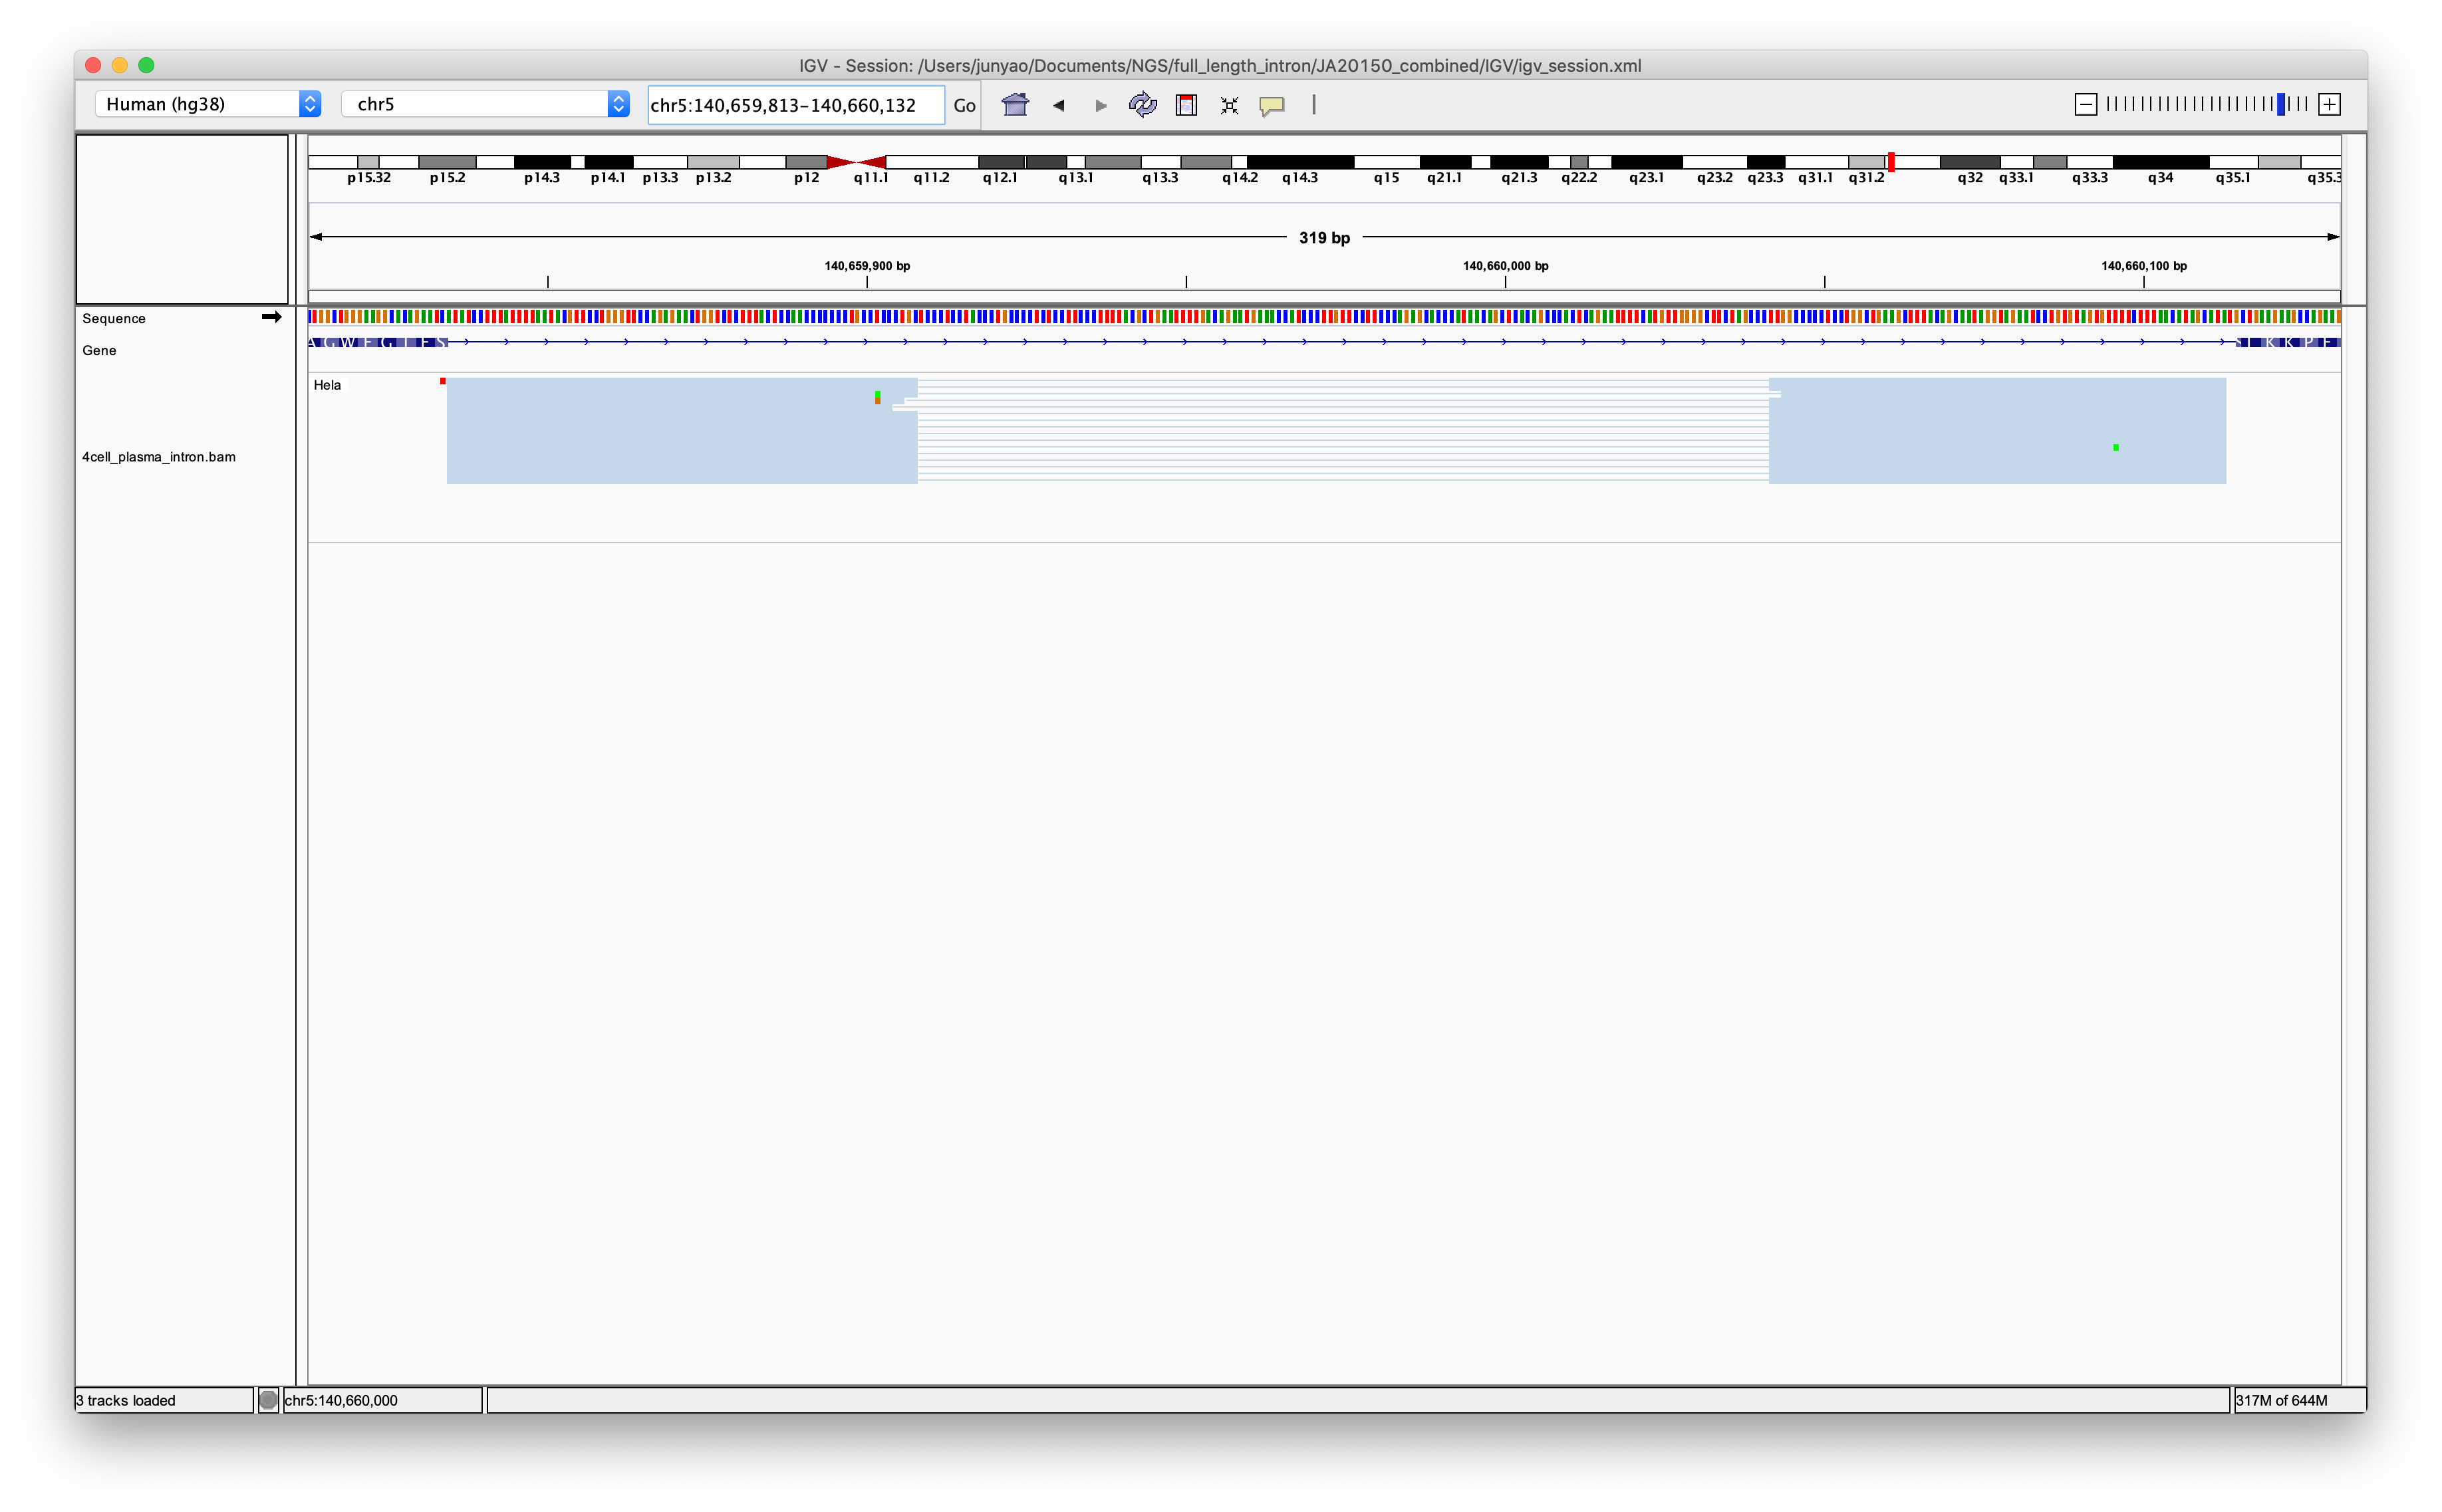 IGV - Session: /Users/junyao/Documents/NGS/full_length_intron/JA20150_combined/IGV/igv_session.xml
Human (hg38) chr5 chr5:140,659,813-140,660,132 Go
p15.32 p15.2 p14.3 p14.1 p13.3 p13.2 p12 q11.1 q11.2 q12.1 q13.1 q13.3 q14.2 q14.3 q15 q21.1 q21.3 q22.2 q23.1 q23.2 q23.3 q31.1 q31.2 q32 q33.1 q33.3 q34 q35.1 q35.3
319 bp
140,659,900 bp 140,660,000 bp 140,660,100 bp
Sequence
Gene
Hela
4cell_plasma_intron.bam
3 tracks loaded chr5:140,660,000 317M of 644M